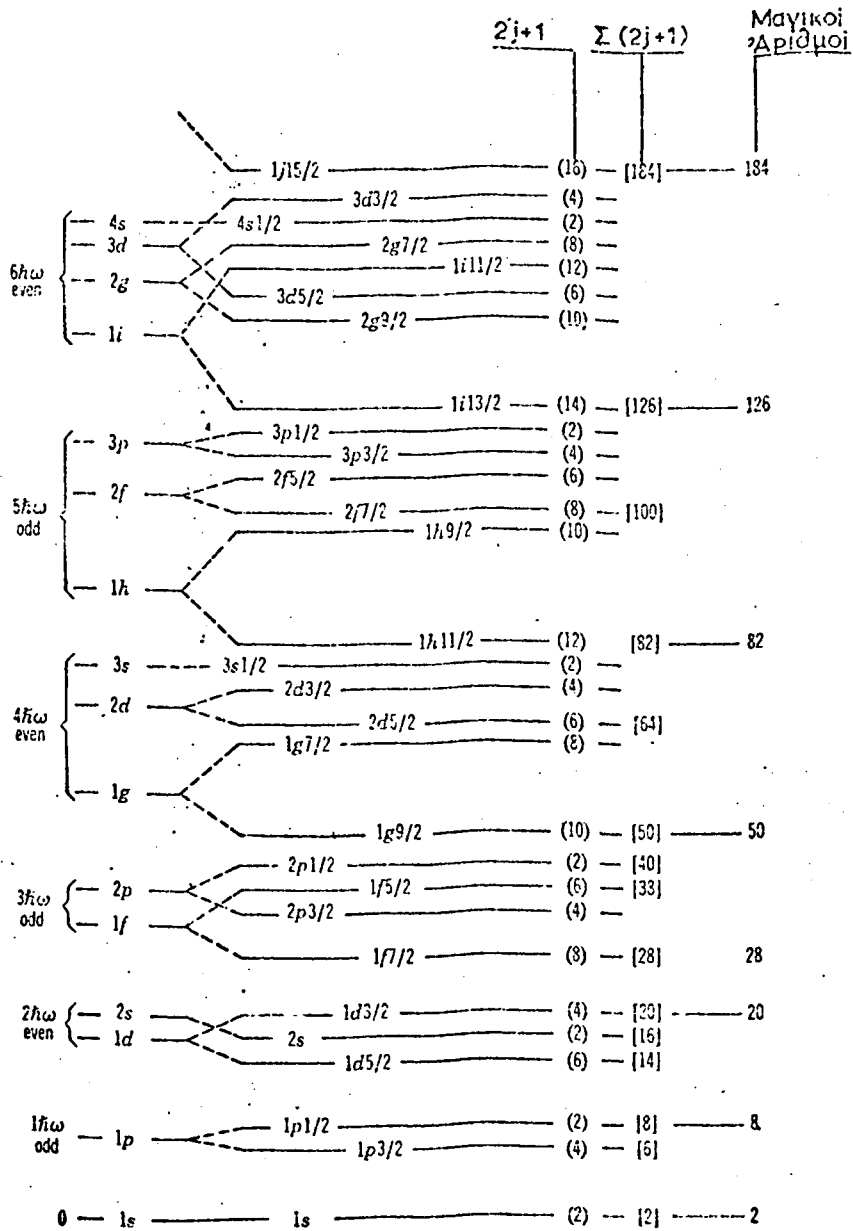 2j+1 Σ (2j+1) Μαγικοί Ἀριθμοί
1j15/2 (16) [184] 184
3d3/2 (4)
4s 4s1/2 (2)
3d 2g7/2 (8)
6ħω even 1i11/2 (12)
2g 3d5/2 (6)
2g9/2 (10)
1i
1i13/2 (14) [126] 126
3p 3p1/2 (2)
3p3/2 (4)
2f 2f5/2 (6)
5ħω odd 2f7/2 (8) [100]
1h9/2 (10)
1h
1h11/2 (12) [82] 82
3s 3s1/2 (2)
2d 2d3/2 (4)
4ħω even 2d5/2 (6) [64]
1g7/2 (8)
1g
1g9/2 (10) [50] 50
2p1/2 (2) [40]
3ħω odd 2p 1f5/2 (6) [33]
2p3/2 (4)
1f
1f7/2 (8) [28] 28
2ħω even 2s 1d3/2 (4) [20] 20
1d 2s (2) [16]
1d5/2 (6) [14]
1ħω odd 1p 1p1/2 (2) [8] 8
1p3/2 (4) [6]
0 1s 1s (2) [2] 2